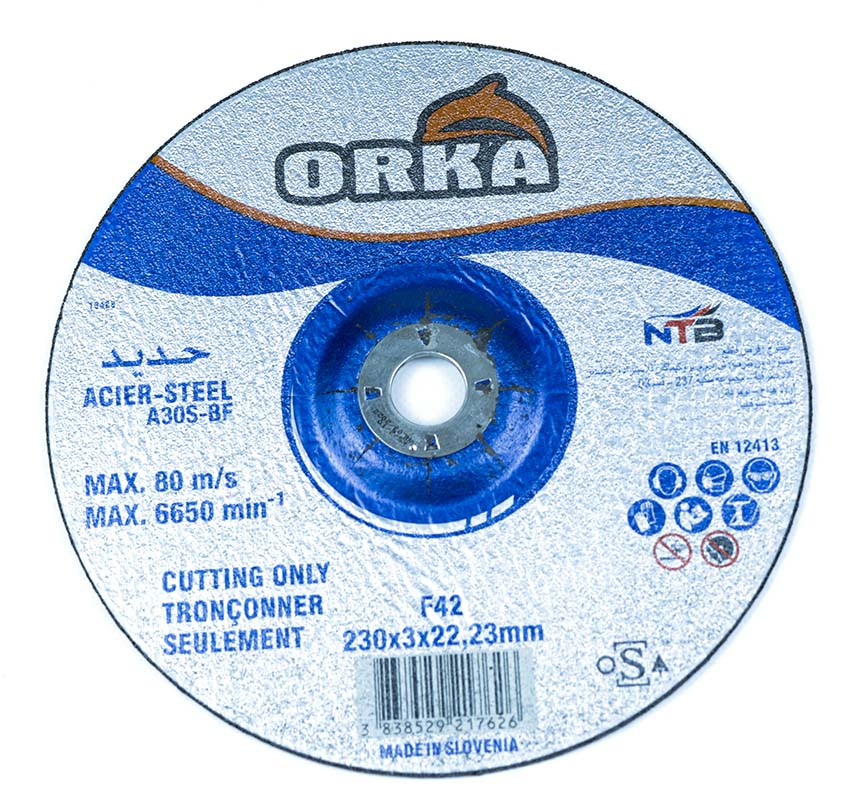 ORKA
NTB
حديد
ACIER-STEEL
A30S-BF
EN 12413
MAX. 80 m/s
MAX. 6650 min-1
CUTTING ONLY
TRONÇONNER
SEULEMENT
F42
230x3x22,23mm
oSA
3 838529 217626
MADE IN SLOVENIA